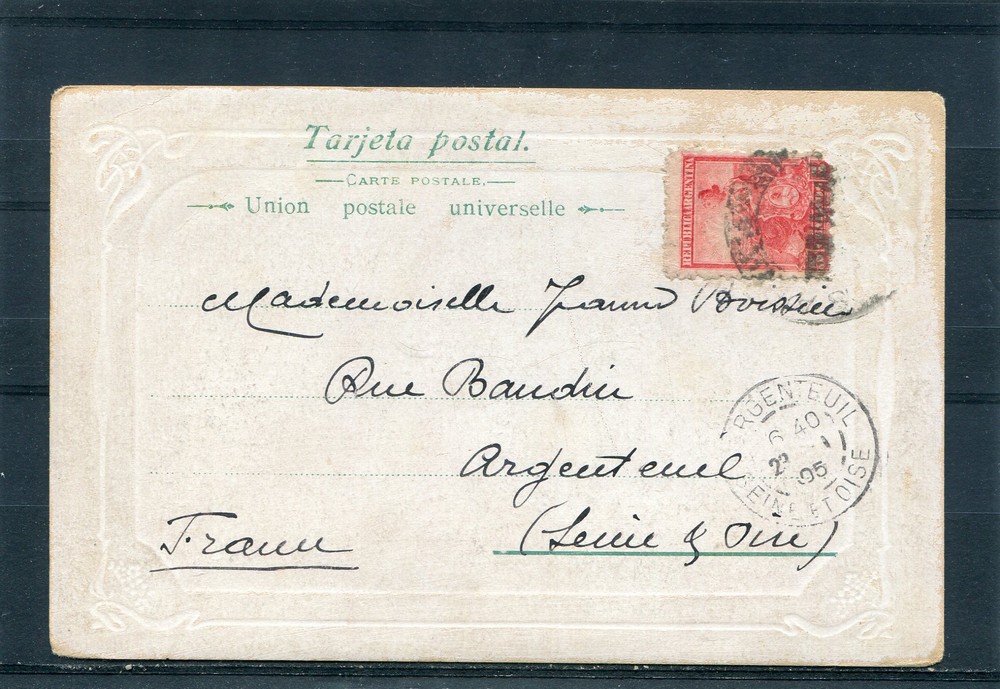 Tarjeta postal.
CARTE POSTALE.
Union postale universelle
REPUBLICA ARGENTINA
Mademoiselle Jeanne
Rue Baudin
Argenteuil
(Seine & Oise)
France
ARGENTEUIL
6 40
05
SEINE ET OISE